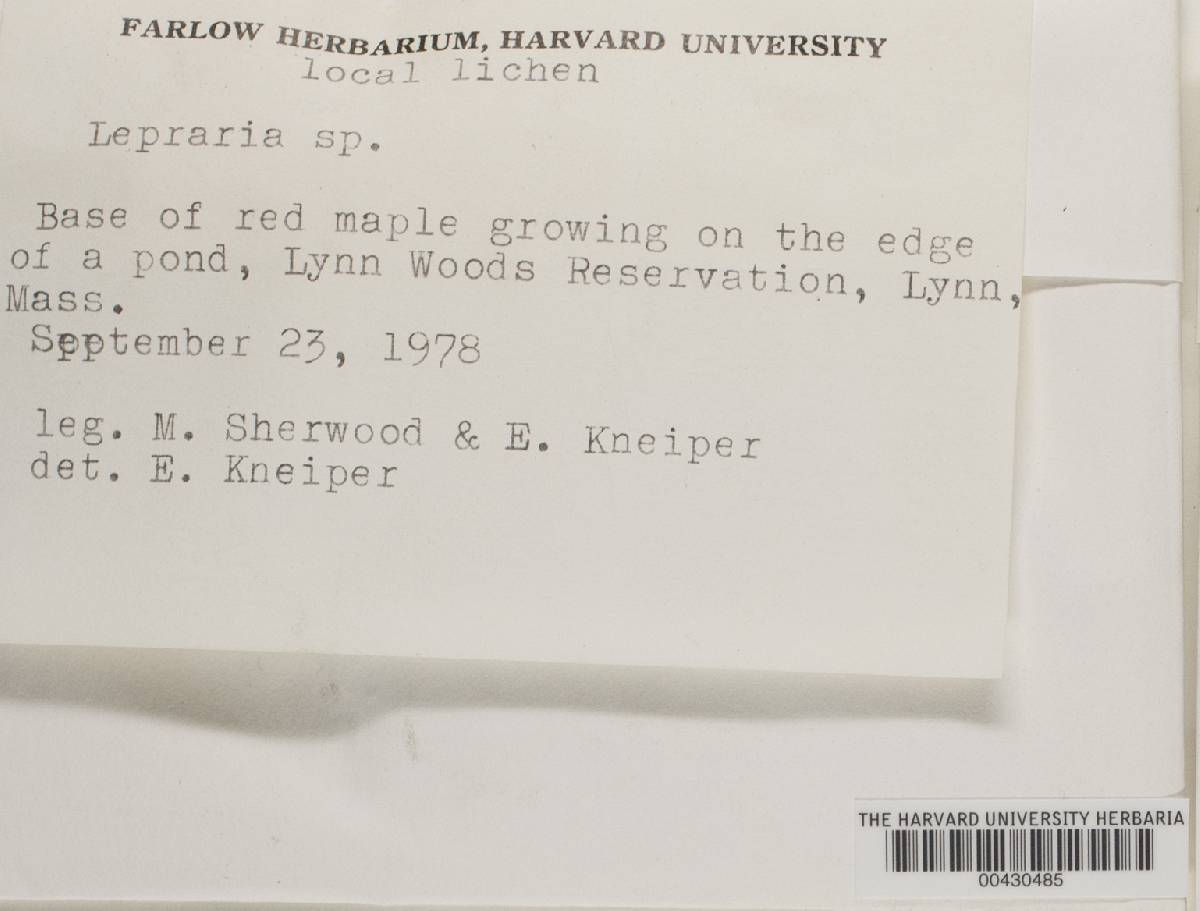 FARLOW HERBARIUM, HARVARD UNIVERSITY
local lichen
Lepraria sp.
Base of red maple growing on the edge
of a pond, Lynn Woods Reservation, Lynn,
Mass.
September 23, 1978
leg. M. Sherwood & E. Kneiper
det. E. Kneiper
THE HARVARD UNIVERSITY HERBARIA
00430485